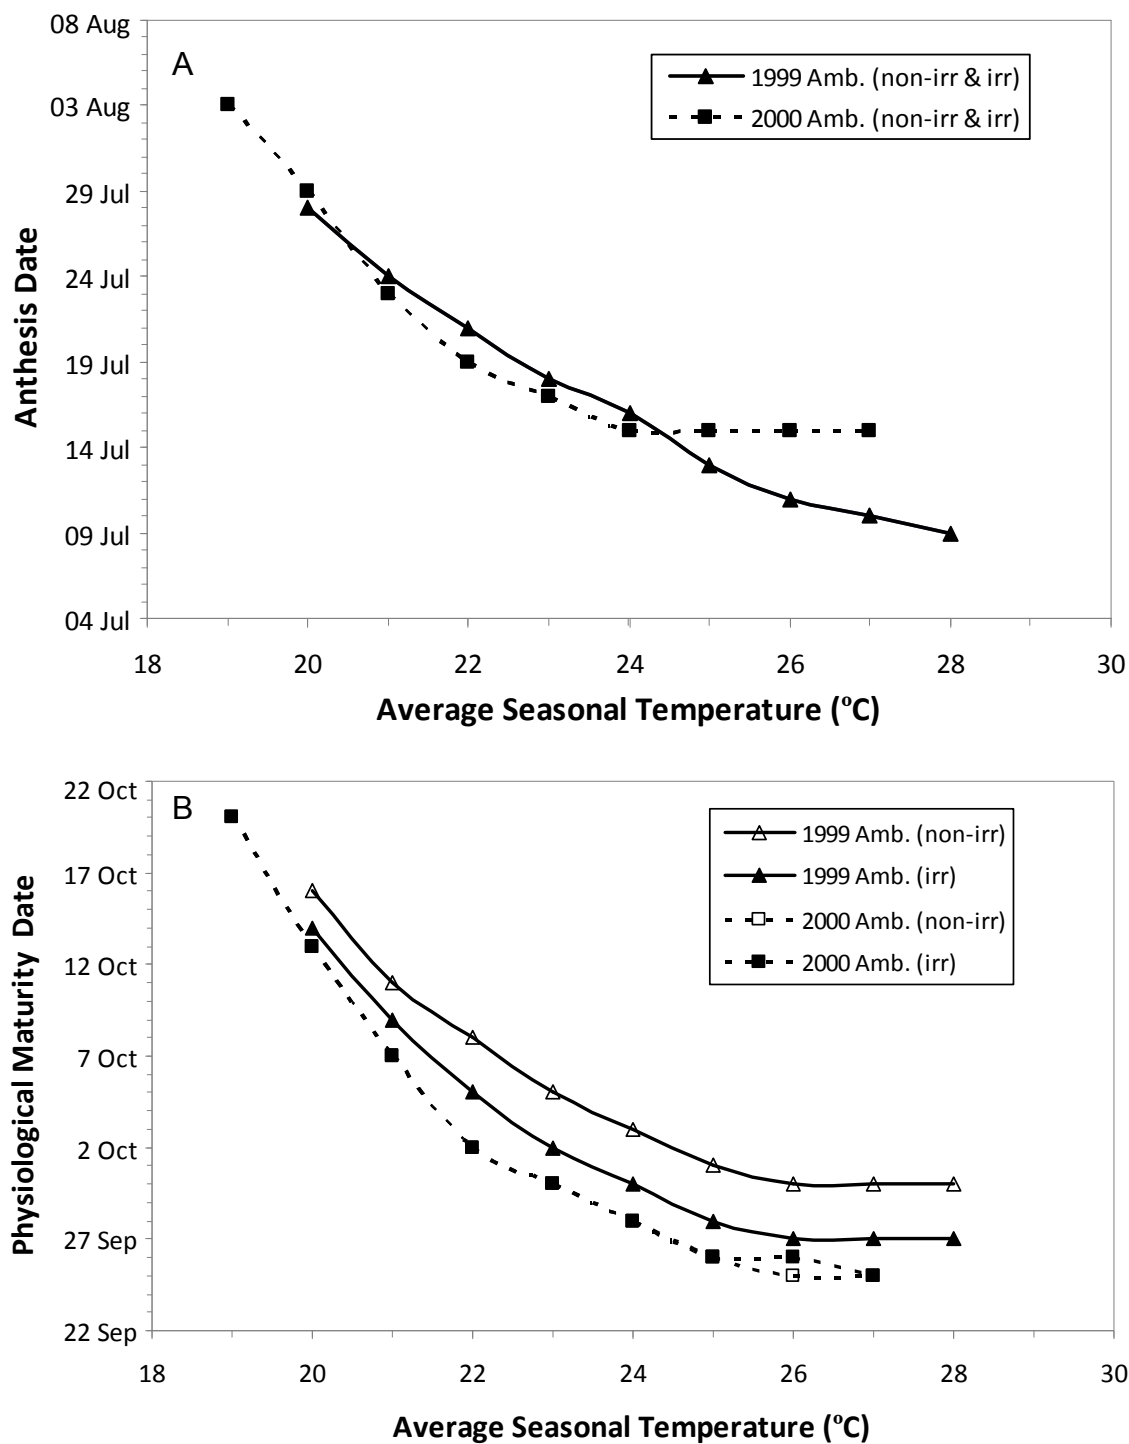 08 Aug
A
1999 Amb. (non-irr & irr)
03 Aug
2000 Amb. (non-irr & irr)
29 Jul
24 Jul
19 Jul
14 Jul
09 Jul
04 Jul
Anthesis Date
18 20 22 24 26 28 30
Average Seasonal Temperature (ºC)
22 Oct
B
1999 Amb. (non-irr)
17 Oct
1999 Amb. (irr)
2000 Amb. (non-irr)
12 Oct
2000 Amb. (irr)
7 Oct
2 Oct
27 Sep
22 Sep
Physiological Maturity Date
18 20 22 24 26 28 30
Average Seasonal Temperature (ºC)